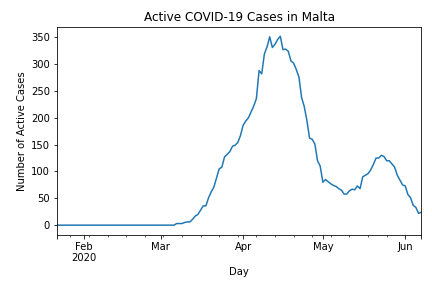 Active COVID-19 Cases in Malta
Number of Active Cases
350
300
250
200
150
100
50
0
Feb
2020
Mar
Apr
May
Jun
Day